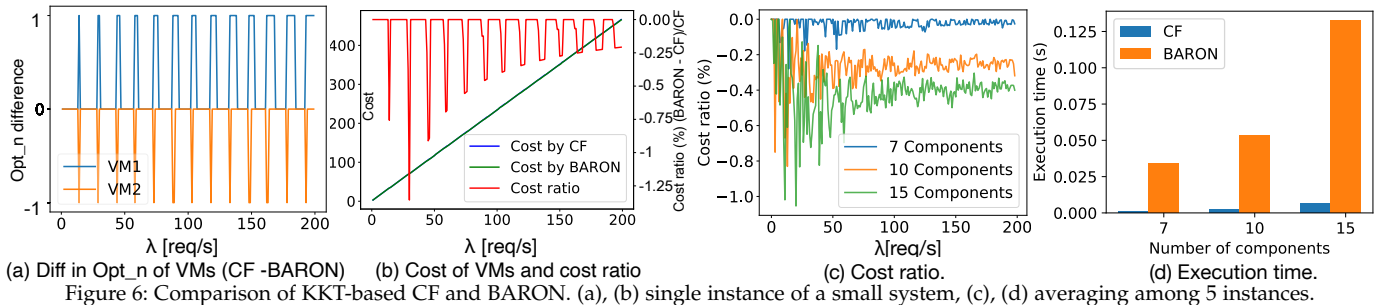 1
0
-1
Opt_n difference
VM1
VM2
0 50 100 150 200
λ [req/s]
(a) Diff in Opt_n of VMs (CF -BARON)
400
300
200
100
0
Cost
Cost by CF
Cost by BARON
Cost ratio
0.00
-0.25
-0.5
-0.75
-1
-1.25
Cost ratio (%) (BARON - CF)/CF
0 50 100 150 200
λ [req/s]
(b) Cost of VMs and cost ratio
0.0
−0.2
−0.4
−0.6
−0.8
−1.0
Cost ratio (%)
7 Components
10 Components
15 Components
0 50 100 150 200
λ[req/s]
(c) Cost ratio.
0.125
0.100
0.075
0.050
0.025
0.000
Execution time (s)
CF
BARON
7 10 15
Number of components
(d) Execution time.
Figure 6: Comparison of KKT-based CF and BARON. (a), (b) single instance of a small system, (c), (d) averaging among 5 instances.